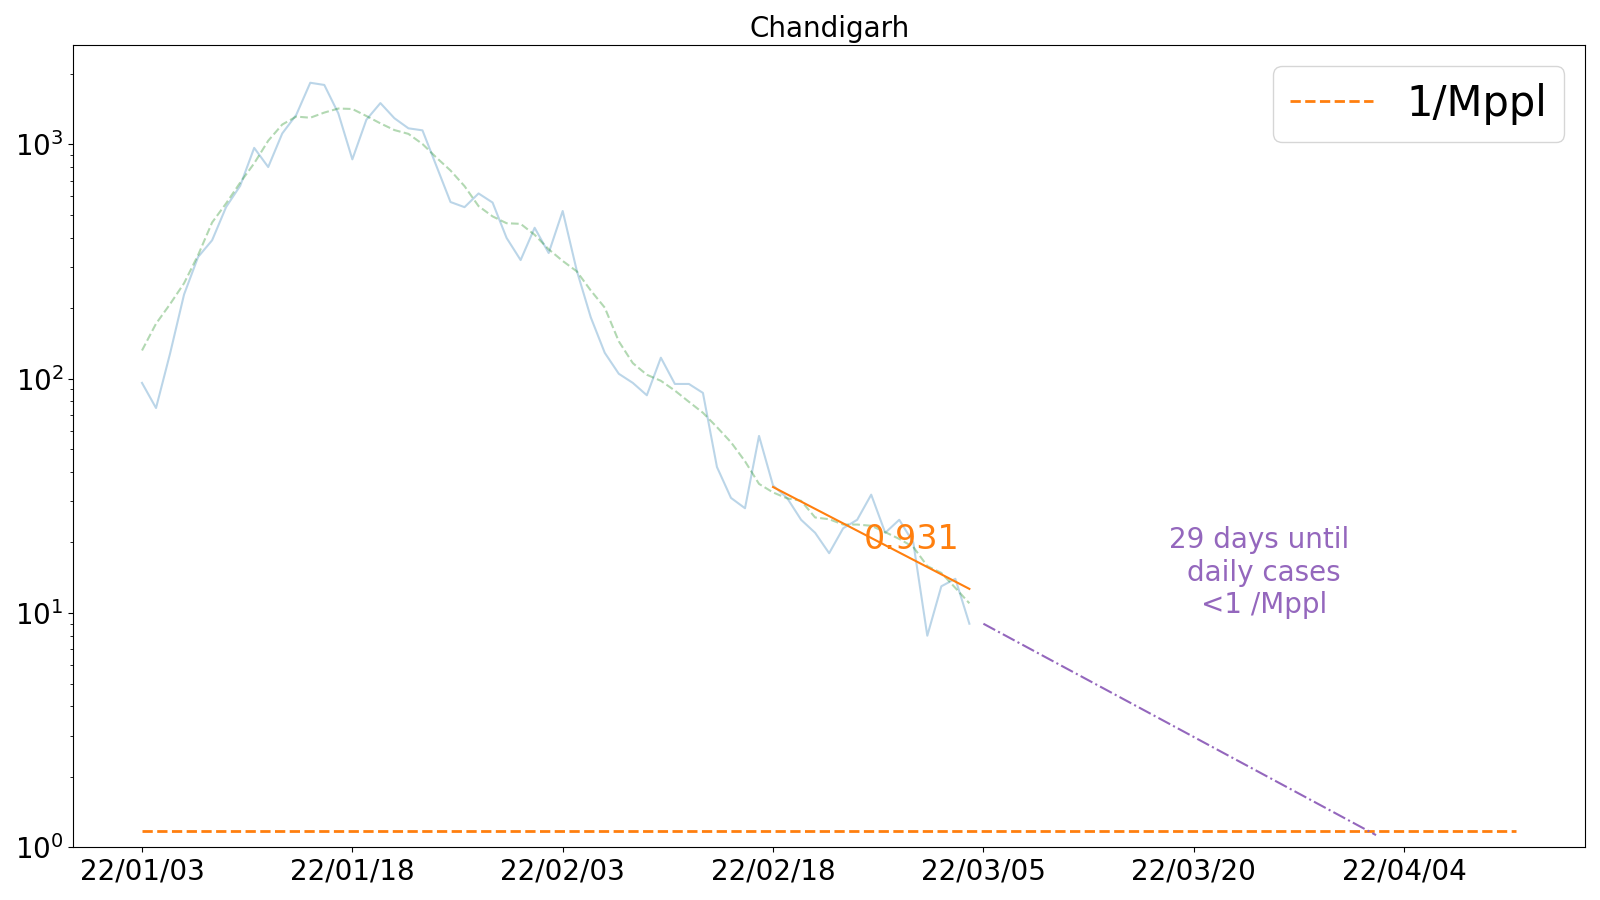 Chandigarh
1/Mppl
10³
10²
10¹
10⁰
0.931
29 days until
daily cases
<1 /Mppl
22/01/03 22/01/18 22/02/03 22/02/18 22/03/05 22/03/20 22/04/04